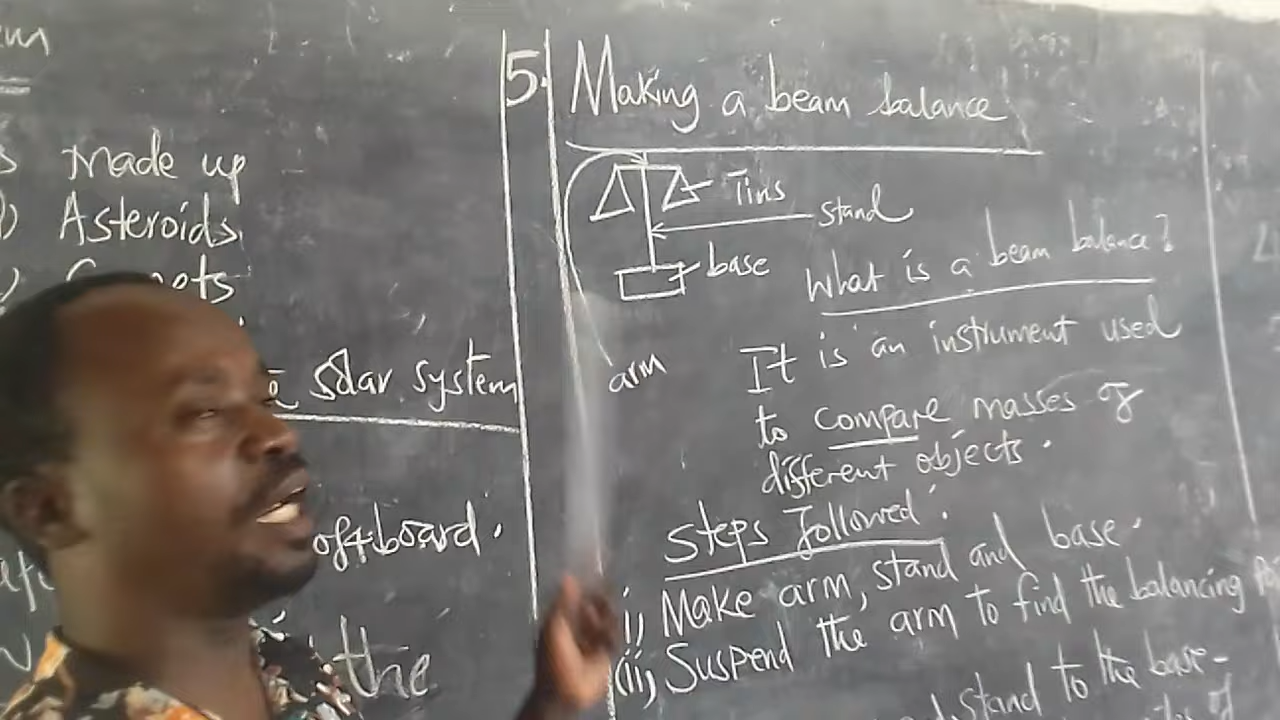 Made up
Asteroids
solar system
oftboard.
the
5. Making a beam balance
Tins
stand
base
arm
What is a beam balance?
It is an instrument used
to compare masses of
different objects.
Steps followed:
i) Make arm, stand and base.
(ii) Suspend the arm to find the balancing
stand to the base
of